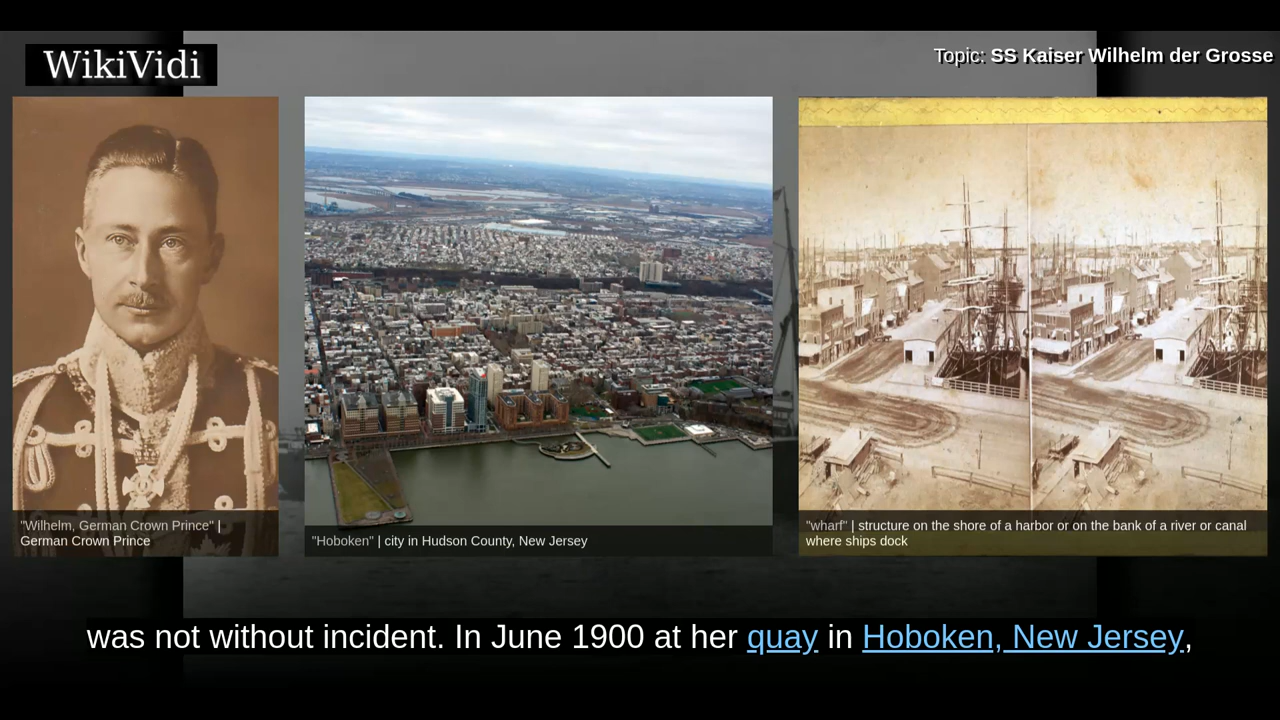 WikiVidi
Topic: SS Kaiser Wilhelm der Grosse
"Wilhelm, German Crown Prince" |
German Crown Prince
"Hoboken" | city in Hudson County, New Jersey
"wharf" | structure on the shore of a harbor or on the bank of a river or canal
where ships dock
was not without incident. In June 1900 at her quay in Hoboken, New Jersey,